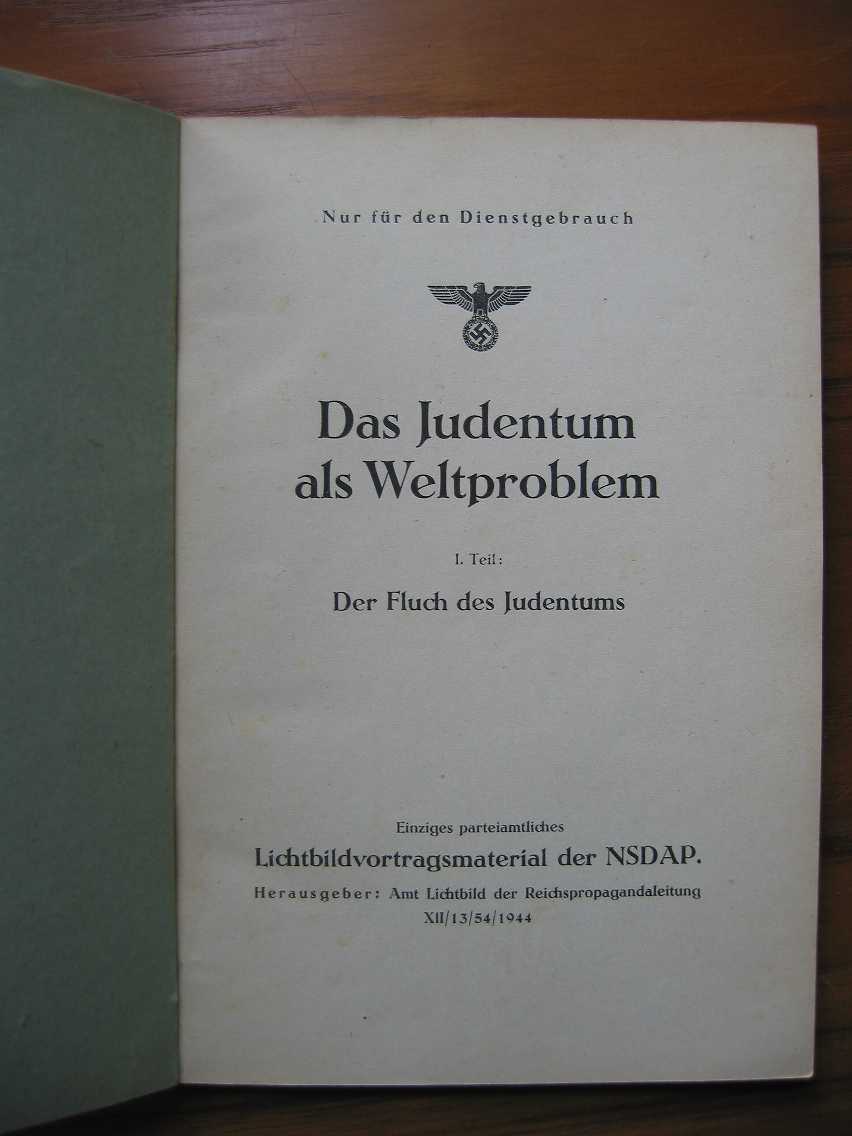 Nur für den Dienstgebrauch
Das Judentum
als Weltproblem
I. Teil:
Der Fluch des Judentums
Einziges parteiamtliches
Lichtbildvortragsmaterial der NSDAP.
Herausgeber: Amt Lichtbild der Reichspropagandaleitung
XII/13/54/1944